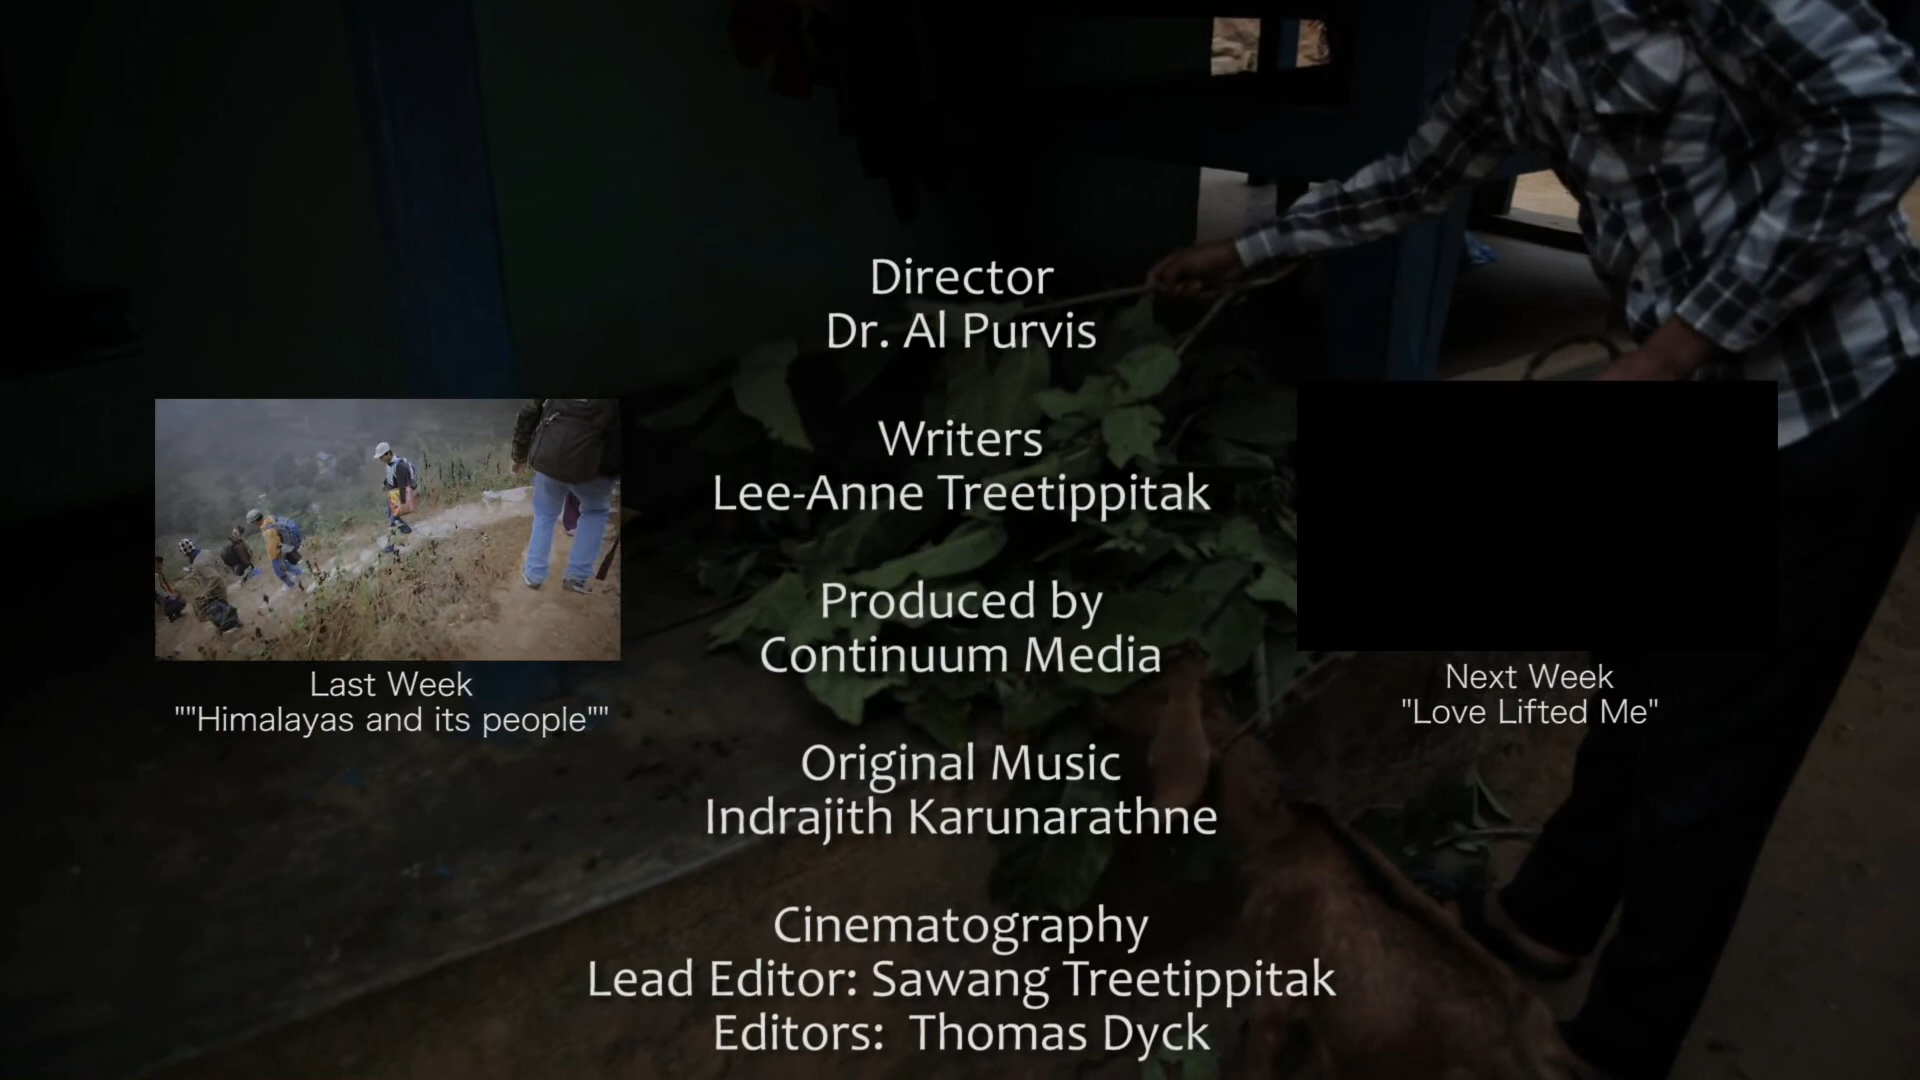 Director
Dr. Al Purvis
Writers
Lee-Anne Treetippitak
Produced by
Continuum Media
Original Music
Indrajith Karunarathne
Cinematography
Lead Editor: Sawang Treetippitak
Editors:  Thomas Dyck
Last Week
""Himalayas and its people""
Next Week
"Love Lifted Me"